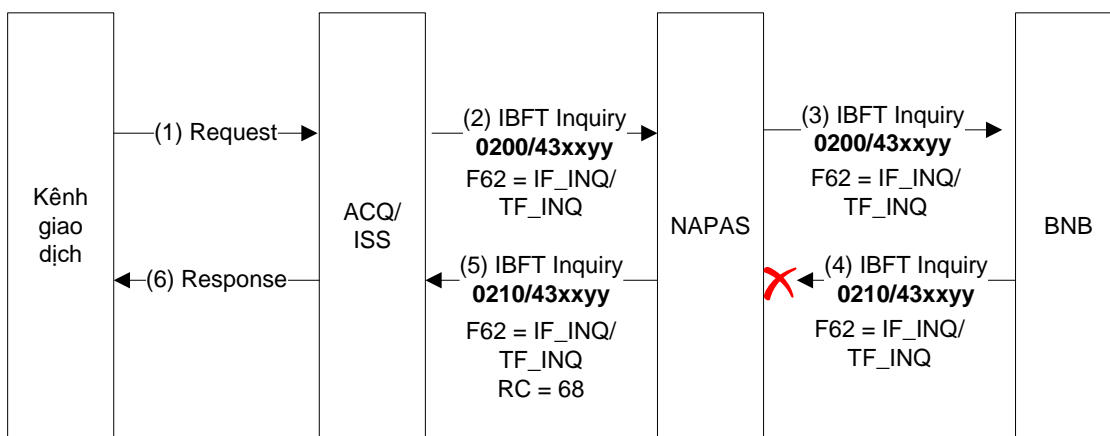 Kênh
giao
dịch
(1) Request
(6) Response
ACQ/
ISS
(2) IBFT Inquiry
0200/43xxyy
F62 = IF_INQ/
TF_INQ
(5) IBFT Inquiry
0210/43xxyy
F62 = IF_INQ/
TF_INQ
RC = 68
NAPAS
(3) IBFT Inquiry
0200/43xxyy
F62 = IF_INQ/
TF_INQ
(4) IBFT Inquiry
0210/43xxyy
F62 = IF_INQ/
TF_INQ
BNB